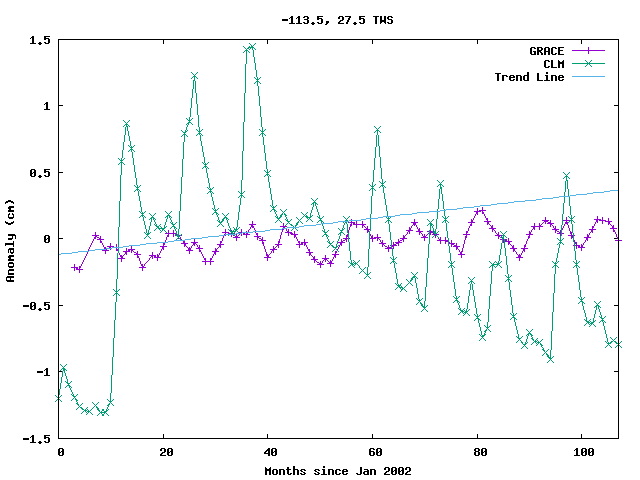 -113.5, 27.5 TWS
GRACE
CLM
Trend Line
1.5
1
0.5
0
-0.5
-1
-1.5
Anomaly (cm)
0 20 40 60 80 100
Months since Jan 2002